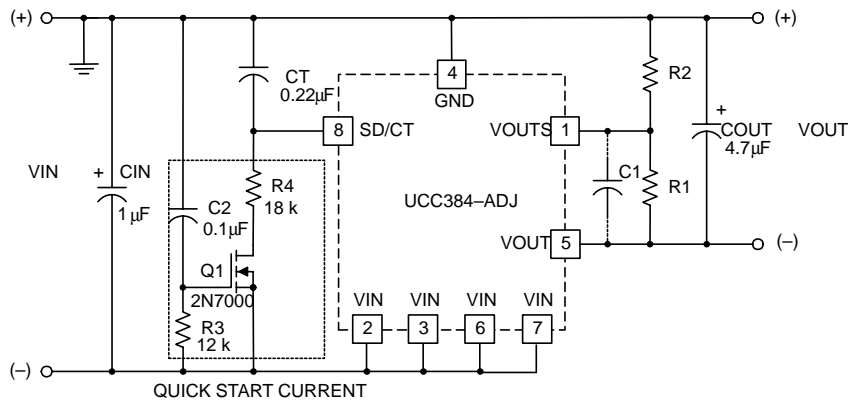 (+)
(+)
CT
0.22µF
4
GND
R2
8
SD/CT
VOUTS
1
+
COUT
4.7µF
VOUT
VIN
+
CIN
1 µF
C2
0.1µF
R4
18 k
UCC384–ADJ
C1
R1
VOUT
5
(–)
Q1
2N7000
R3
12 k
VIN
VIN
VIN
VIN
2
3
6
7
(–)
QUICK START CURRENT